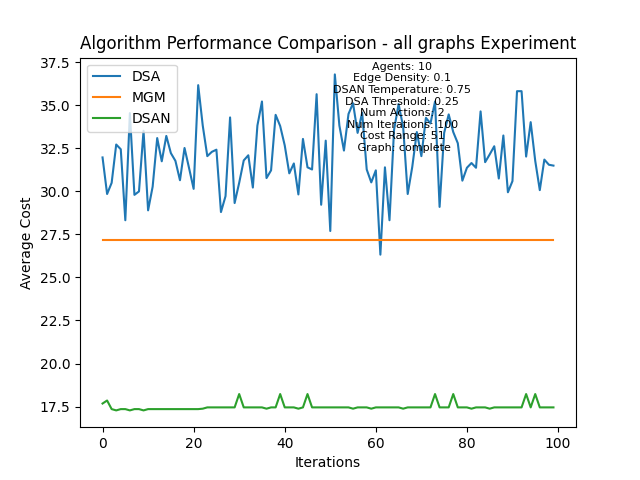 Algorithm Performance Comparison - all graphs Experiment
37.5
35.0
32.5
30.0
27.5
25.0
22.5
20.0
17.5
Average Cost
DSA
MGM
DSAN
Agents: 10
Edge Density: 0.1
DSAN Temperature: 0.75
DSA Threshold: 0.25
Num Actions: 2
Num Iterations: 100
Cost Range: 51
Graph: complete
0
20
40
60
80
100
Iterations